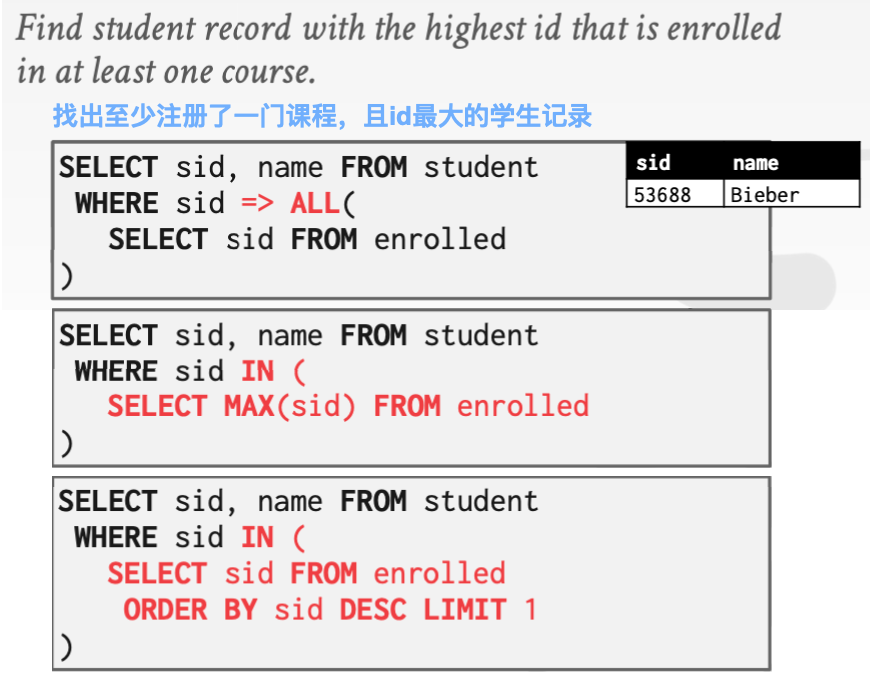 Find student record with the highest id that is enrolled
in at least one course.
找出至少注册了一门课程，且id最大的学生记录
SELECT sid, name FROM student
WHERE sid => ALL(
SELECT sid FROM enrolled
)
sid name
53688 Bieber
SELECT sid, name FROM student
WHERE sid IN (
SELECT MAX(sid) FROM enrolled
)
SELECT sid, name FROM student
WHERE sid IN (
SELECT sid FROM enrolled
ORDER BY sid DESC LIMIT 1
)